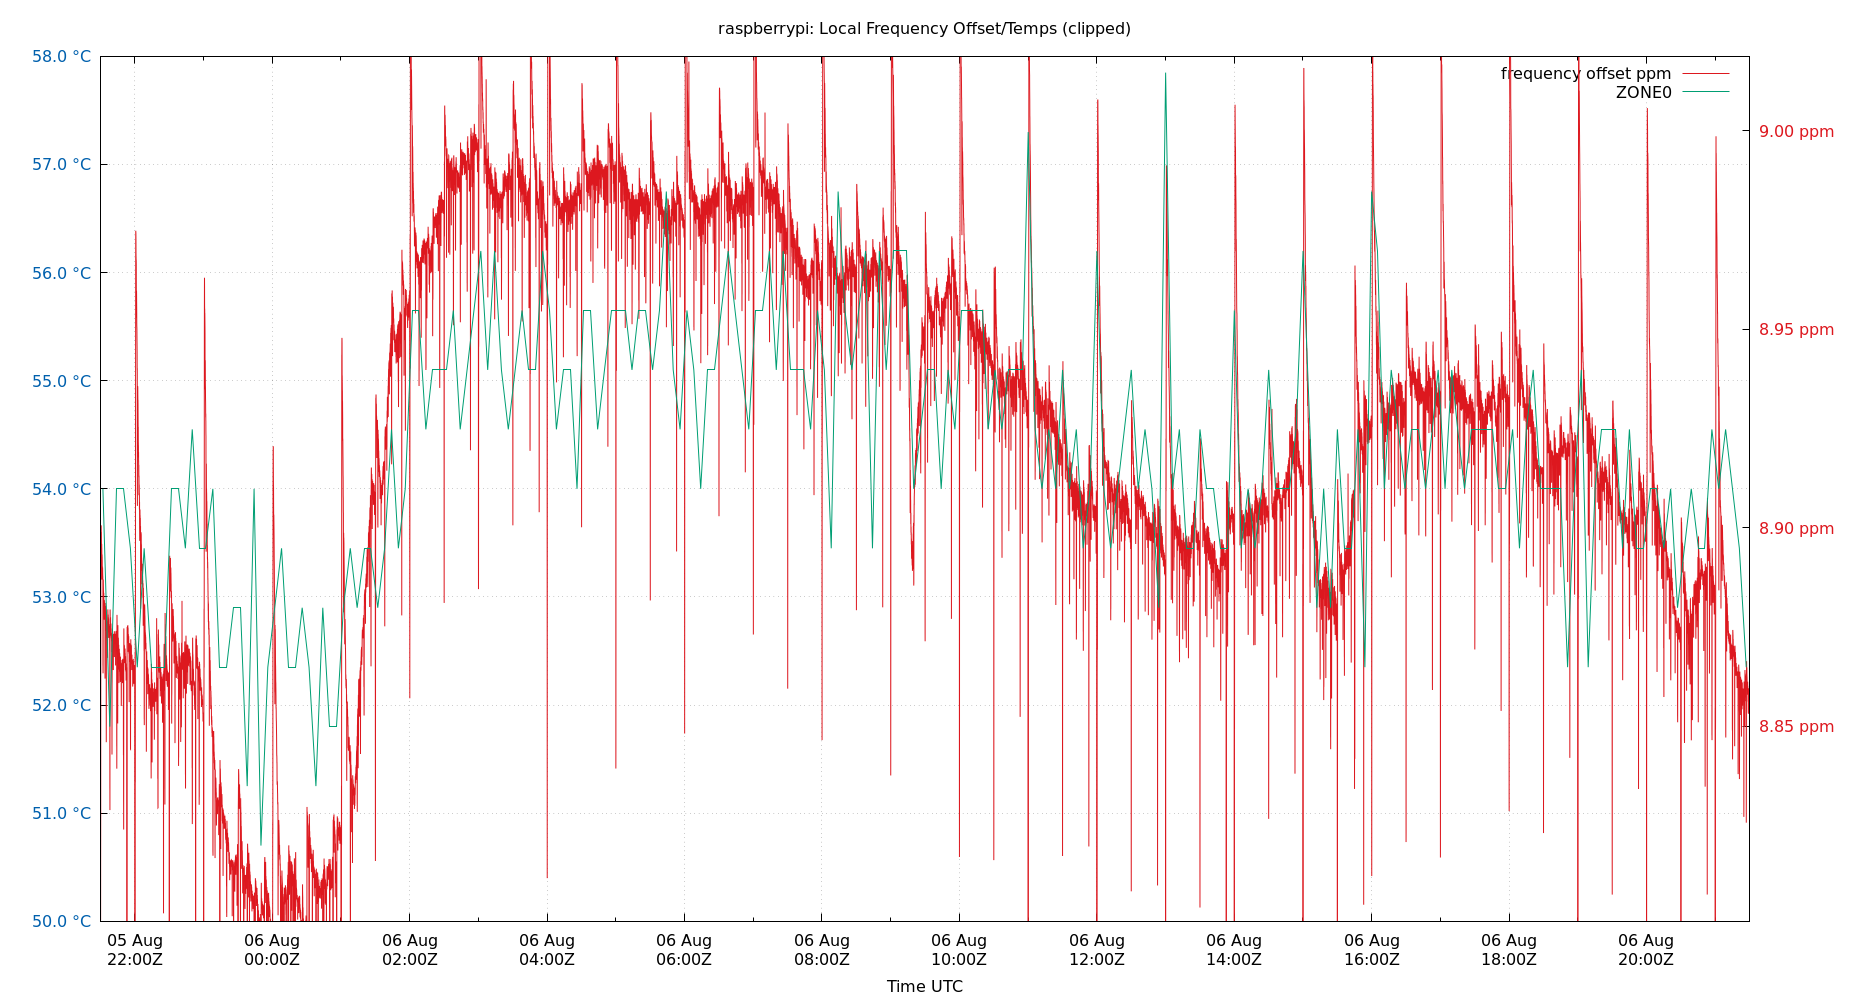 raspberrypi: Local Frequency Offset/Temps (clipped)
58.0 °C
57.0 °C
56.0 °C
55.0 °C
54.0 °C
53.0 °C
52.0 °C
51.0 °C
50.0 °C
frequency offset ppm
ZONE0
9.00 ppm
8.95 ppm
8.90 ppm
8.85 ppm
05 Aug 06 Aug 06 Aug 06 Aug 06 Aug 06 Aug 06 Aug 06 Aug 06 Aug 06 Aug 06 Aug 06 Aug
22:00Z 00:00Z 02:00Z 04:00Z 06:00Z 08:00Z 10:00Z 12:00Z 14:00Z 16:00Z 18:00Z 20:00Z
Time UTC